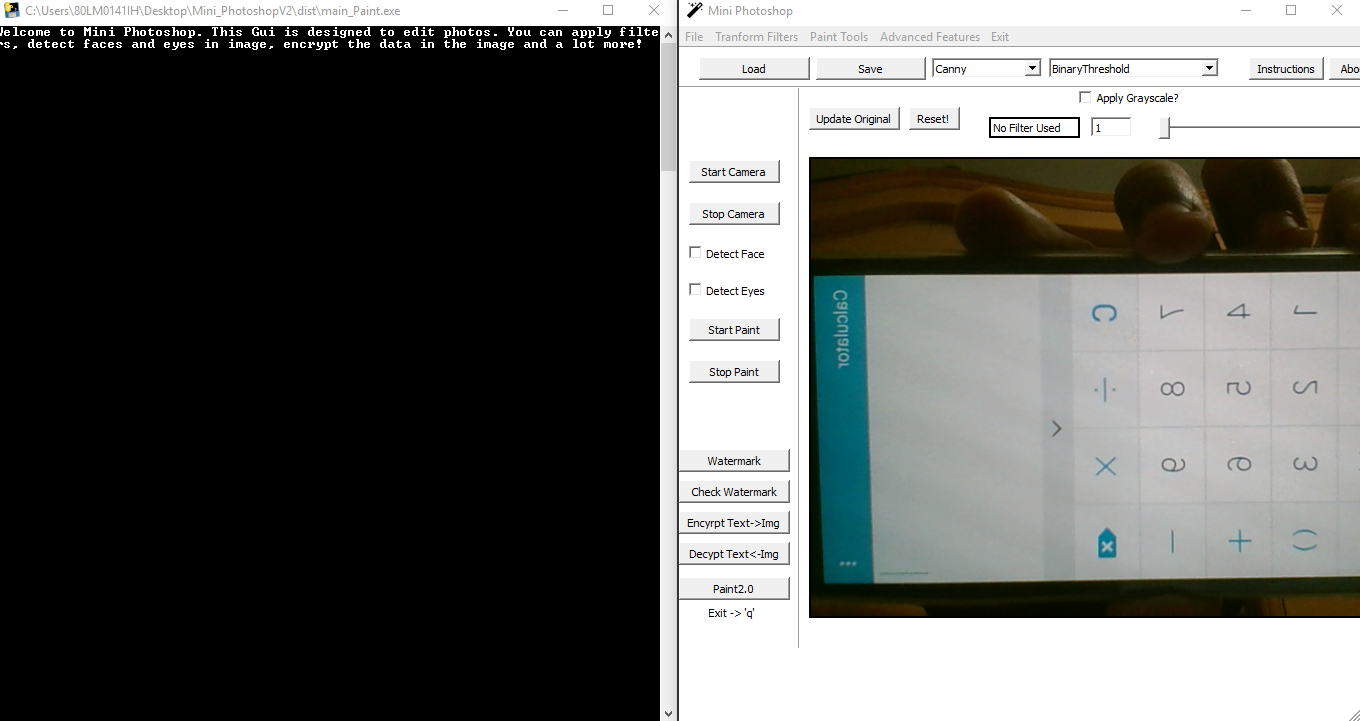 C:\Users\80LM0141IH\Desktop\Mini_PhotoshopV2\dist\main_Paint.exe
Welcome to Mini Photoshop. This Gui is designed to edit photos. You can apply filte
rs, detect faces and eyes in image, encrypt the data in the image and a lot more!
Mini Photoshop
File Tranform Filters Paint Tools Advanced Features Exit
Load Save Canny BinaryThreshold Instructions Abo
Apply Grayscale?
Update Original Reset! No Filter Used 1
Start Camera
Stop Camera
Detect Face
Detect Eyes
Start Paint
Stop Paint
Watermark
Check Watermark
Encyrpt Text->Img
Decypt Text<-Img
Paint2.0
Exit -> 'q'
Calculator
C 7 4 1
÷ 8 5 2
× 9 6 3
− + ()